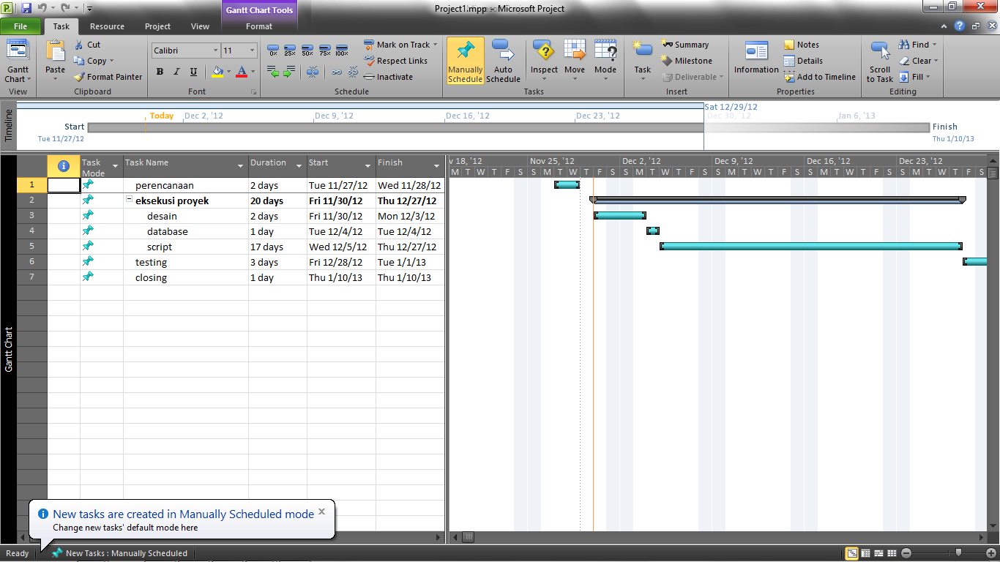 Project1.mpp - Microsoft Project
Gantt Chart Tools
File Task Resource Project View Format
Gantt Chart
View
Paste
Cut
Copy
Format Painter
Clipboard
Calibri 11
B I U A
Font
0% 25% 50% 75% 100%
Mark on Track
Respect Links
Inactivate
Schedule
Manually Schedule
Auto Schedule
Inspect
Move
Mode
Tasks
Task
Summary
Milestone
Deliverable
Insert
Information
Notes
Details
Add to Timeline
Properties
Scroll to Task
Find
Clear
Fill
Editing
Timeline
Sat 12/29/12
Today Dec 2, '12 Dec 9, '12 Dec 16, '12 Dec 23, '12 Dec 30, '12 Jan 6, '13
Start Finish
Tue 11/27/12 Thu 1/10/13
Task Mode Task Name Duration Start Finish
1 perencanaan 2 days Tue 11/27/12 Wed 11/28/12
2 eksekusi proyek 20 days Fri 11/30/12 Thu 12/27/12
3 desain 2 days Fri 11/30/12 Mon 12/3/12
4 database 1 day Tue 12/4/12 Tue 12/4/12
5 script 17 days Wed 12/5/12 Thu 12/27/12
6 testing 3 days Fri 12/28/12 Tue 1/1/13
7 closing 1 day Thu 1/10/13 Thu 1/10/13
18, '12 Nov 25, '12 Dec 2, '12 Dec 9, '12 Dec 16, '12 Dec 23, '12
M T W T F S S M T W T F S S M T W T F S S M T W T F S S M T W T F S S M T W T F S
Gantt Chart
New tasks are created in Manually Scheduled mode
Change new tasks' default mode here
Ready New Tasks : Manually Scheduled